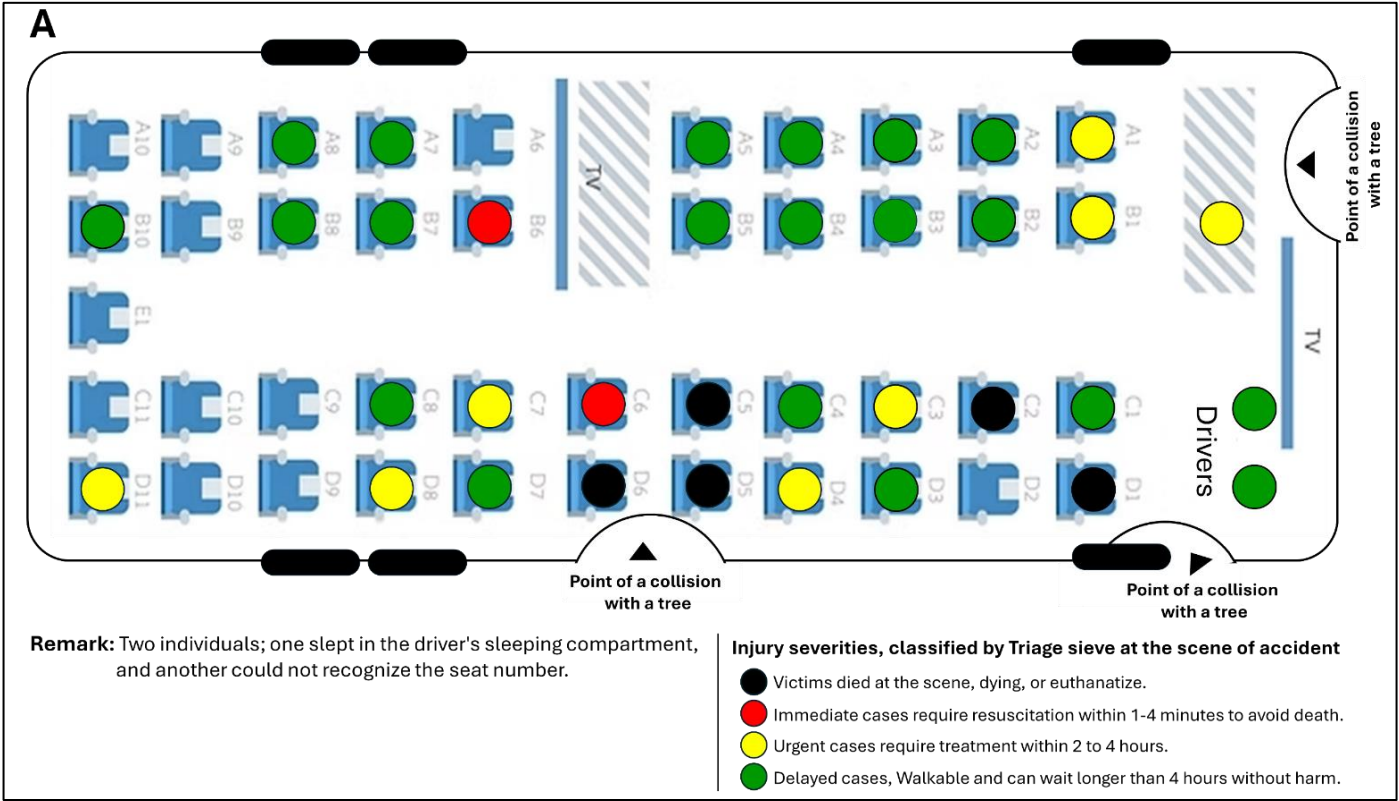 A
A10
A9
A8
A7
A6
TV
A5
A4
A3
A2
A1
Point of a collision
with a tree
B10
B9
B8
B7
B6
B5
B4
B3
B2
B1
E1
TV
C11
C10
C9
C8
C7
C6
C5
C4
C3
C2
C1
Drivers
D11
D10
D9
D8
D7
D6
D5
D4
D3
D2
D1
Point of a collision
with a tree
Point of a collision
with a tree
Remark: Two individuals; one slept in the driver's sleeping compartment,
and another could not recognize the seat number.
Injury severities, classified by Triage sieve at the scene of accident
Victims died at the scene, dying, or euthanatize.
Immediate cases require resuscitation within 1-4 minutes to avoid death.
Urgent cases require treatment within 2 to 4 hours.
Delayed cases, Walkable and can wait longer than 4 hours without harm.